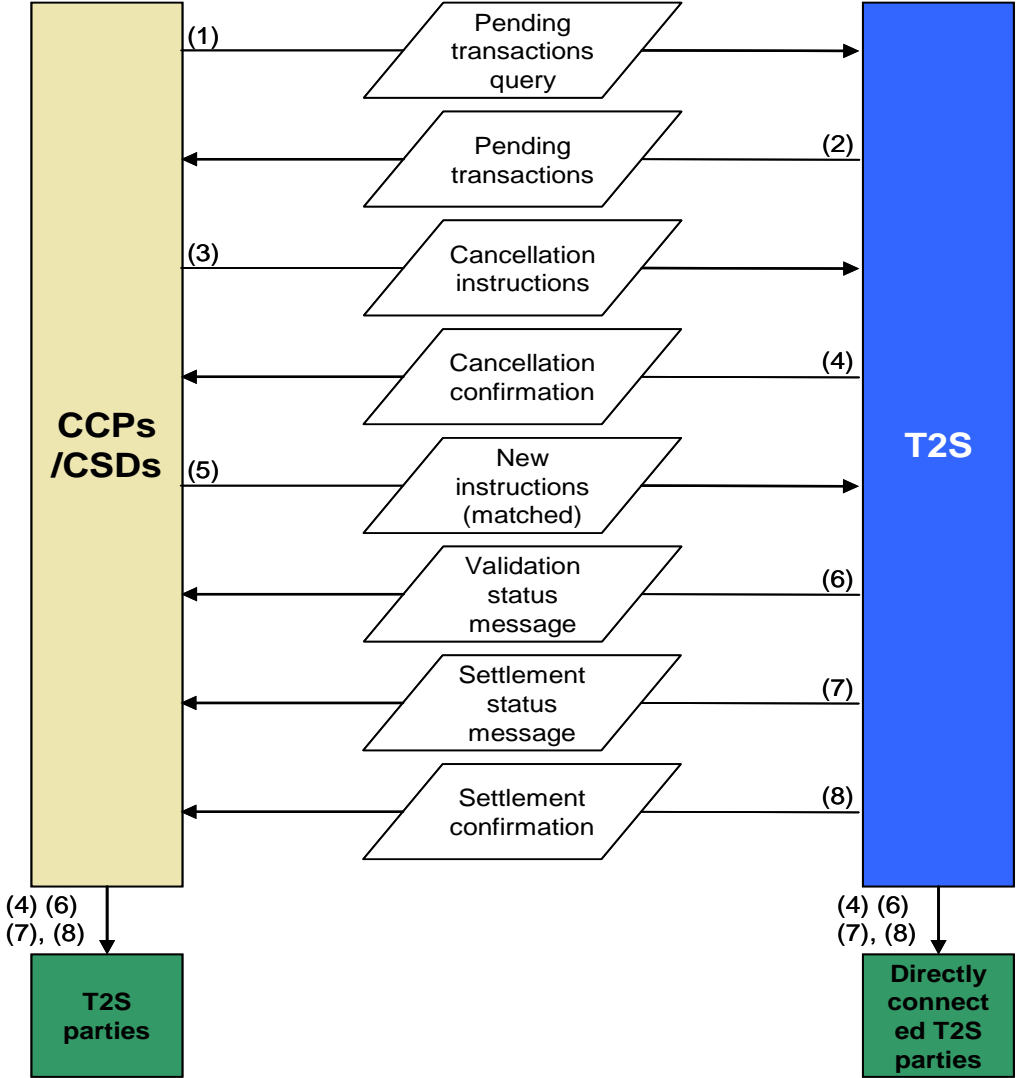 (1)
Pending
transactions
query
Pending
transactions
(2)
(3)
Cancellation
instructions
Cancellation
confirmation
(4)
CCPs
/CSDs
T2S
(5)
New
instructions
(matched)
Validation
status
message
(6)
Settlement
status
message
(7)
Settlement
confirmation
(8)
(4) (6)
(7), (8)
(4) (6)
(7), (8)
T2S
parties
Directly
connect
ed T2S
parties